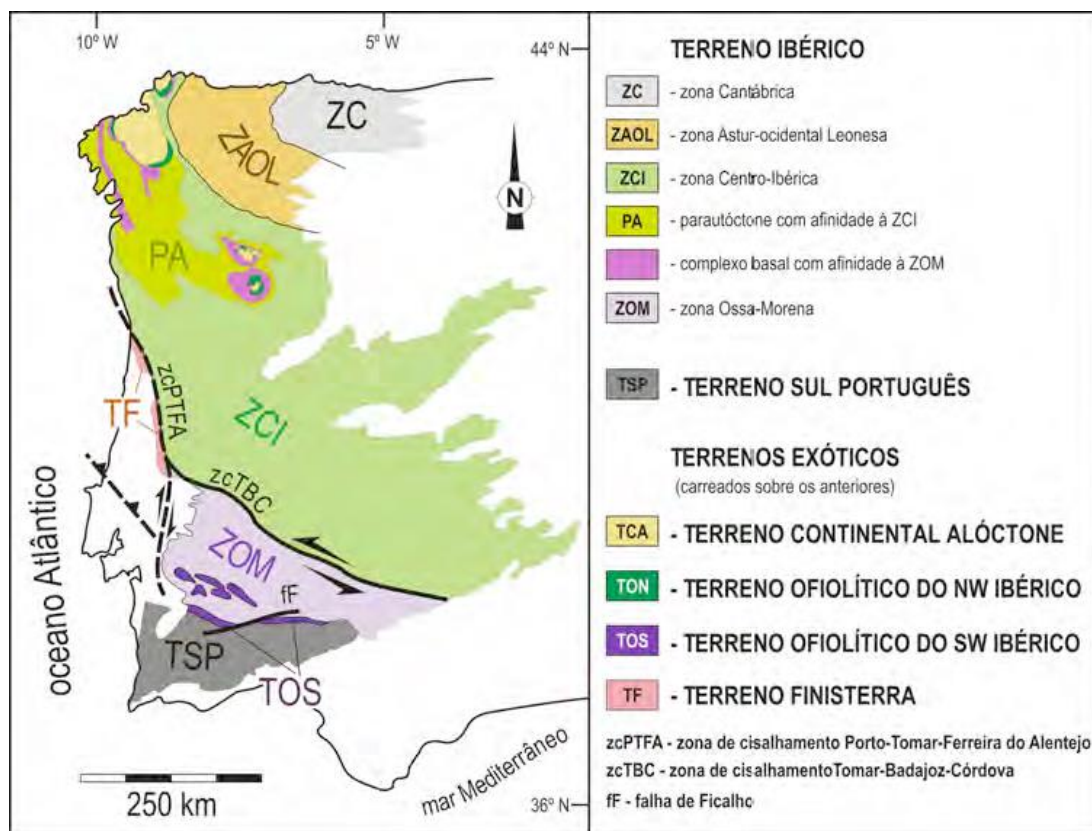 10º W
5º W
44º N
ZC
ZAOL
N
PA
zcPTFA
TF
ZCI
zcTBC
oceano Atlântico
ZOM
fF
TSP
TOS
mar Mediterrâneo
250 km
36º N
TERRENO IBÉRICO
ZC - zona Cantábrica
ZAOL - zona Astur-ocidental Leonesa
ZCI - zona Centro-Ibérica
PA - parautóctone com afinidade à ZCI
- complexo basal com afinidade à ZOM
ZOM - zona Ossa-Morena
TSP - TERRENO SUL PORTUGUÊS
TERRENOS EXÓTICOS
(carreados sobre os anteriores)
TCA - TERRENO CONTINENTAL ALÓCTONE
TON - TERRENO OFIOLÍTICO DO NW IBÉRICO
TOS - TERRENO OFIOLÍTICO DO SW IBÉRICO
TF - TERRENO FINISTERRA
zcPTFA - zona de cisalhamento Porto-Tomar-Ferreira do Alentejo
zcTBC - zona de cisalhamentoTomar-Badajoz-Córdova
fF - falha de Ficalho